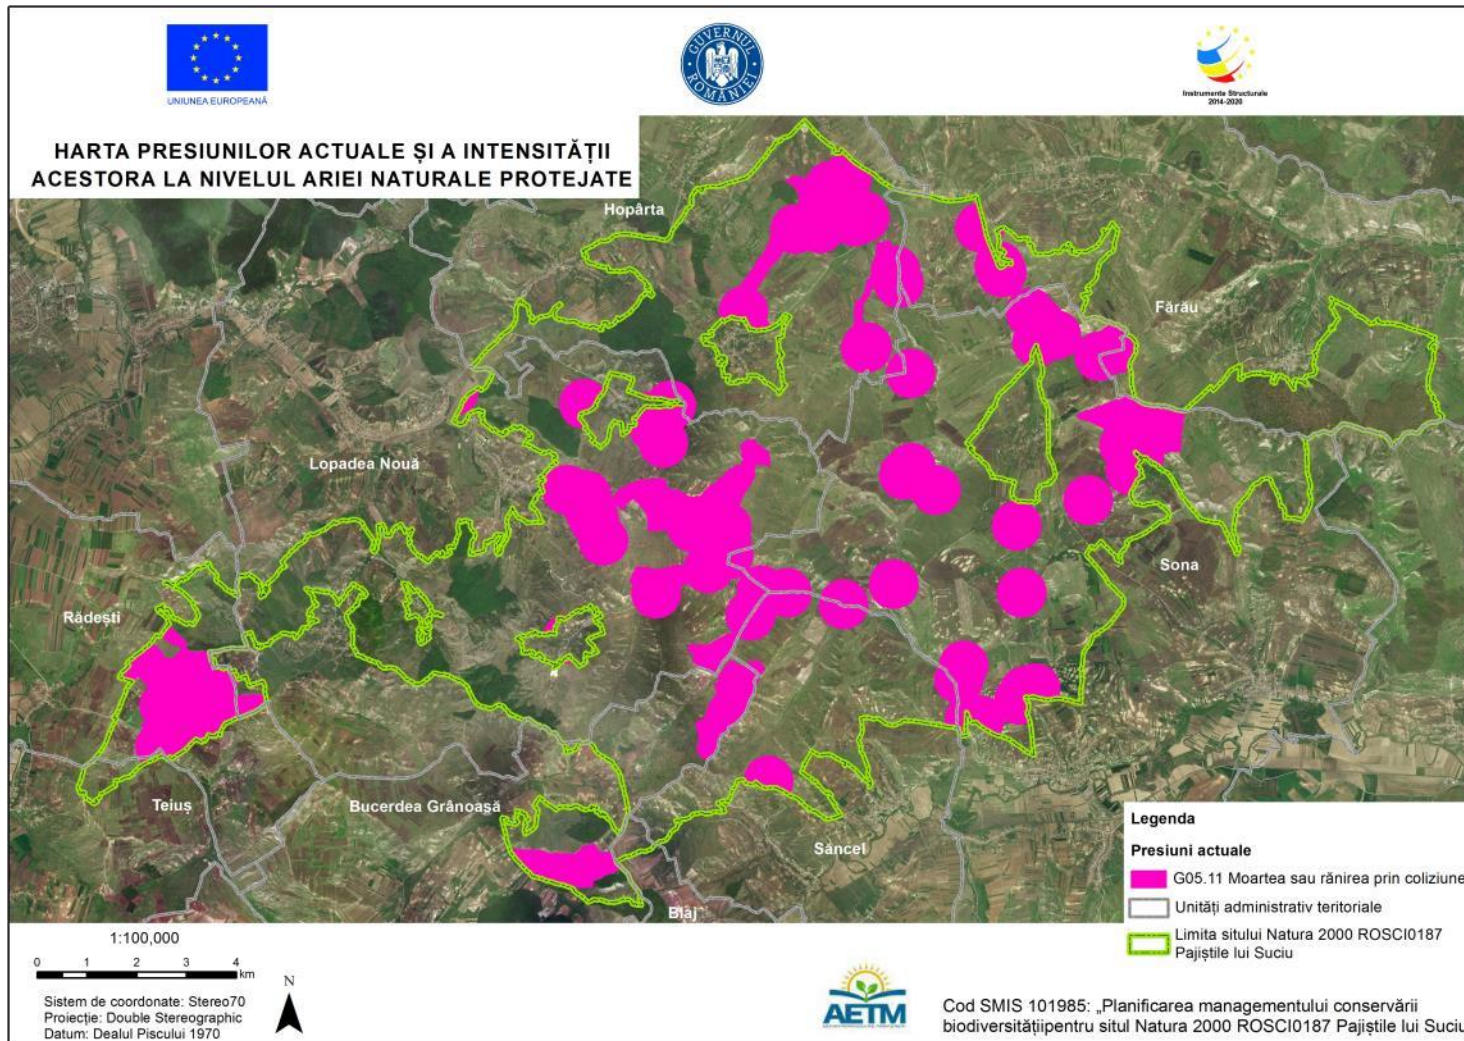 UNIUNEA EUROPEANĂ
GUVERNUL ROMÂNIEI
Instrumente Structurale
2014-2020
HARTA PRESIUNILOR ACTUALE ȘI A INTENSITĂȚII
ACESTORA LA NIVELUL ARIEI NATURALE PROTEJATE
Hopârta
Fărău
Lopadea Nouă
Sona
Rădești
Teiuș
Bucerdea Grânoașă
Sâncel
Blaj
Legenda
Presiuni actuale
G05.11 Moartea sau rănirea prin coliziune
Unități administrativ teritoriale
Limita sitului Natura 2000 ROSCI0187
Pajiștile lui Suciu
1:100,000
0 1 2 3 4
km
N
Sistem de coordonate: Stereo70
Proiecție: Double Stereographic
Datum: Dealul Piscului 1970
AETM
Cod SMIS 101985: „Planificarea managementului conservării
biodiversitățiipentru situl Natura 2000 ROSCI0187 Pajiștile lui Suciu